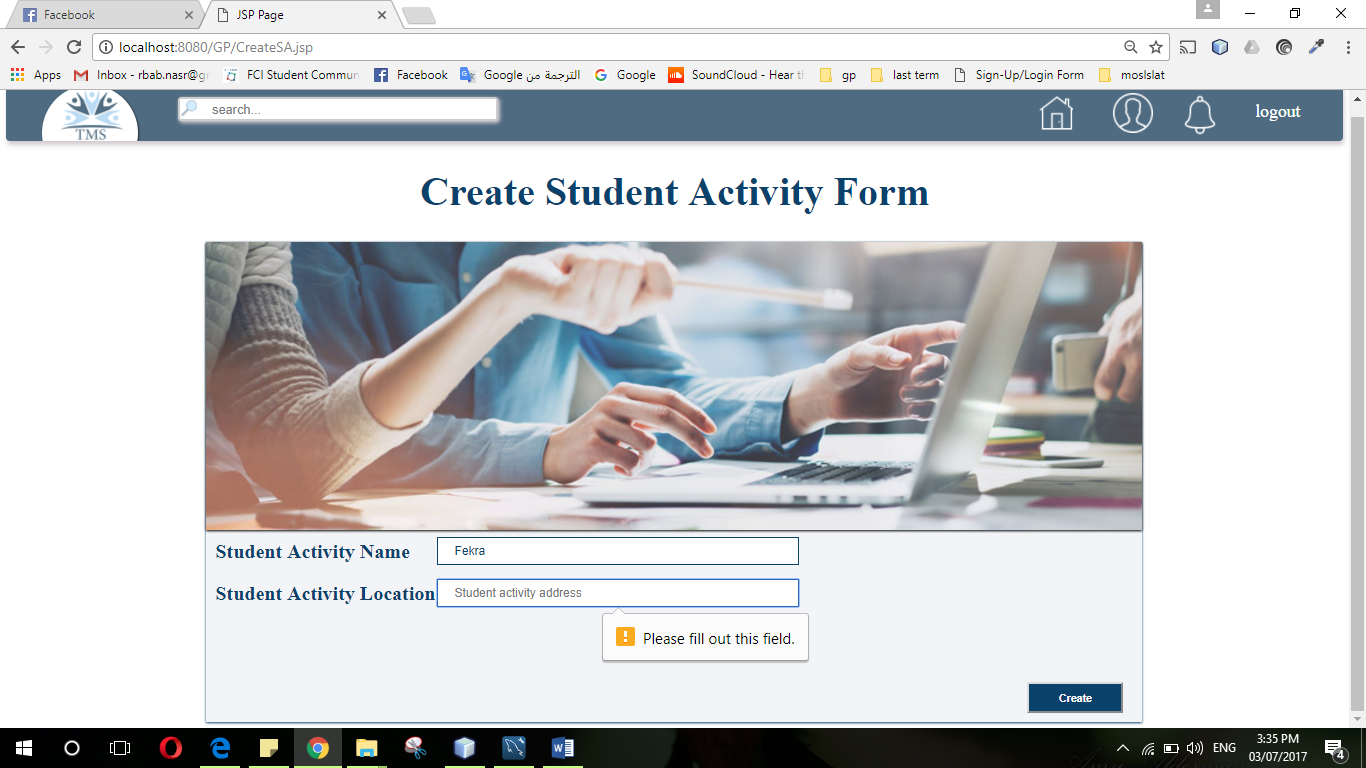 Facebook
JSP Page
localhost:8080/GP/CreateSA.jsp
Apps
Inbox - rbab.nasr@gr
FCI Student Commun
Facebook
الترجمة من Google
Google
SoundCloud - Hear th
gp
last term
Sign-Up/Login Form
moslslat
TMS
search...
logout
Create Student Activity Form
Student Activity Name
Fekra
Student Activity Location
Student activity address
Please fill out this field.
Create
ENG
3:35 PM
03/07/2017
4